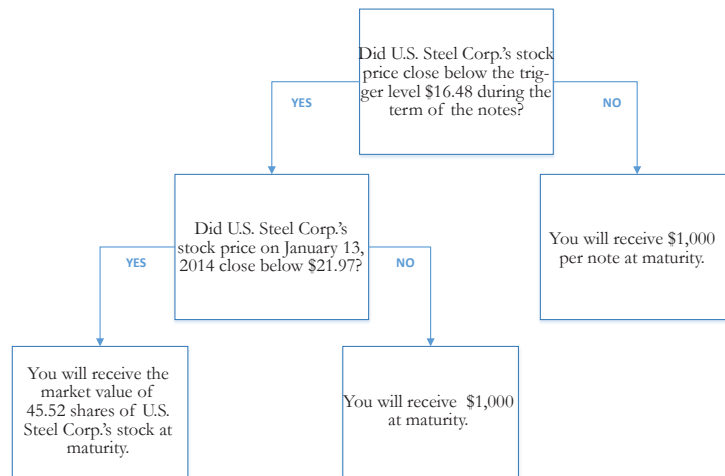 Did U.S. Steel Corp.'s stock
price close below the trig-
ger level $16.48 during the
term of the notes?
YES
NO
Did U.S. Steel Corp.'s
stock price on January 13,
2014 close below $21.97?
You will receive $1,000
per note at maturity.
YES
NO
You will receive the
market value of
45.52 shares of U.S.
Steel Corp.'s stock at
maturity.
You will receive  $1,000
at maturity.